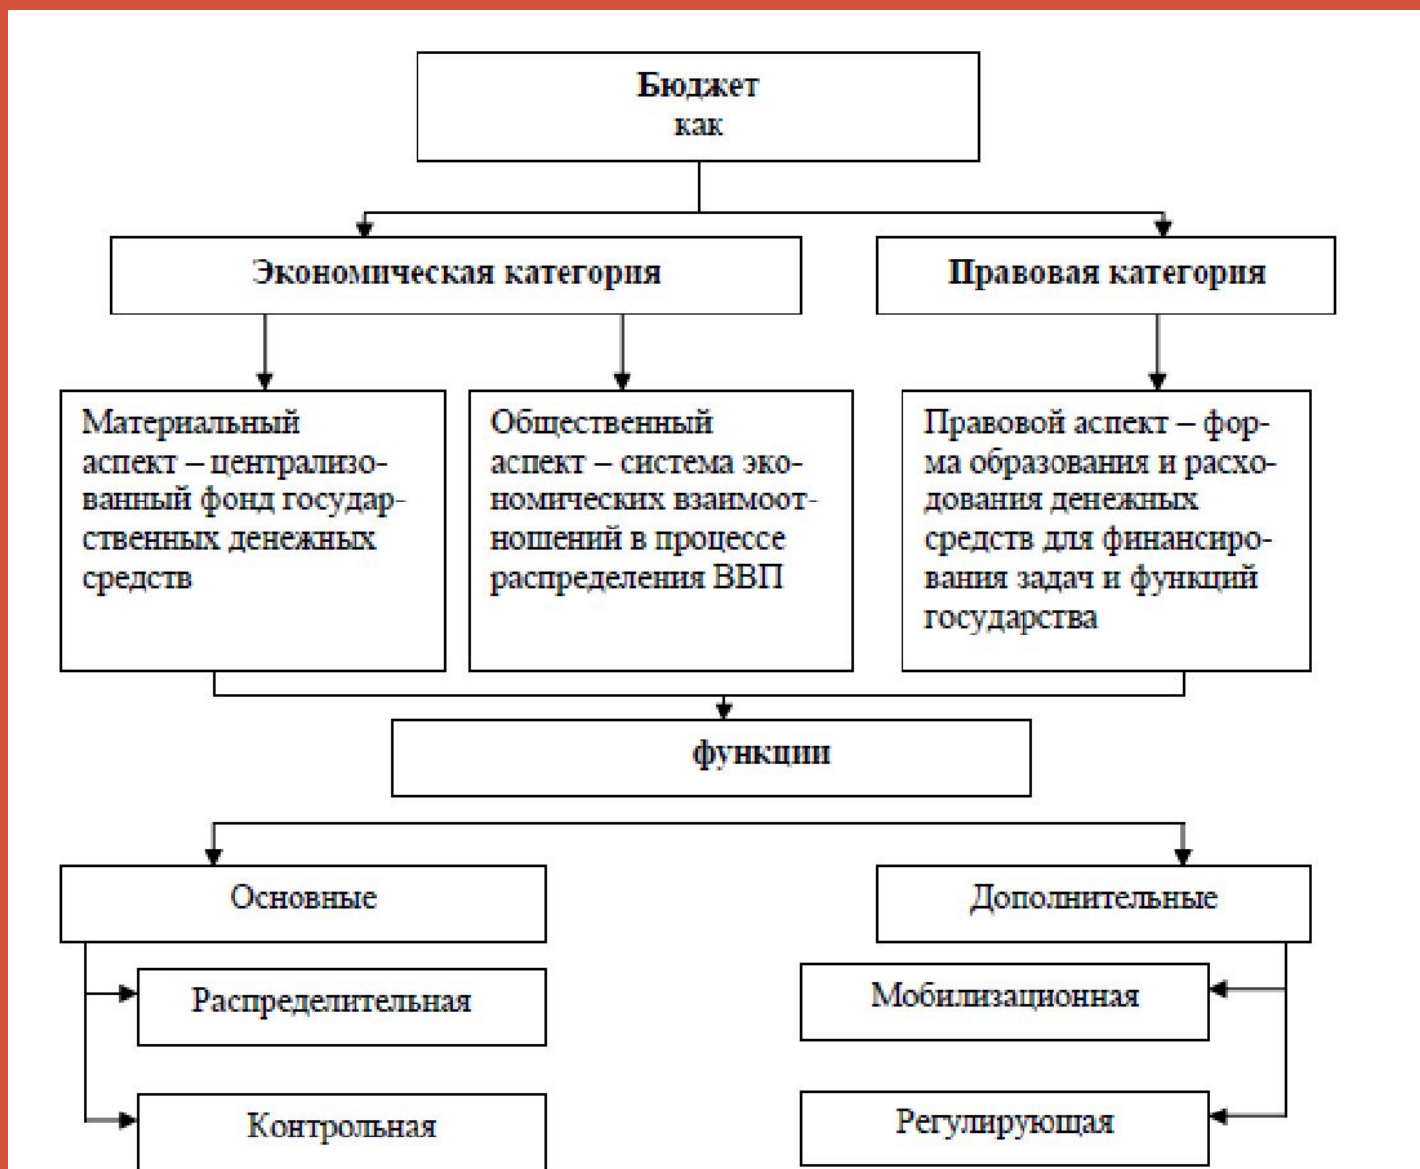 Бюджет
как
Экономическая категория
Правовая категория
Материальный
аспект – централизо-
ванный фонд государ-
ственных денежных
средств
Общественный
аспект – система эко-
номических взаимоот-
ношений в процессе
распределения ВВП
Правовой аспект – фор-
ма образования и расхо-
дования денежных
средств для финансиро-
вания задач и функций
государства
функции
Основные
Дополнительные
Распределительная
Мобилизационная
Контрольная
Регулирующая